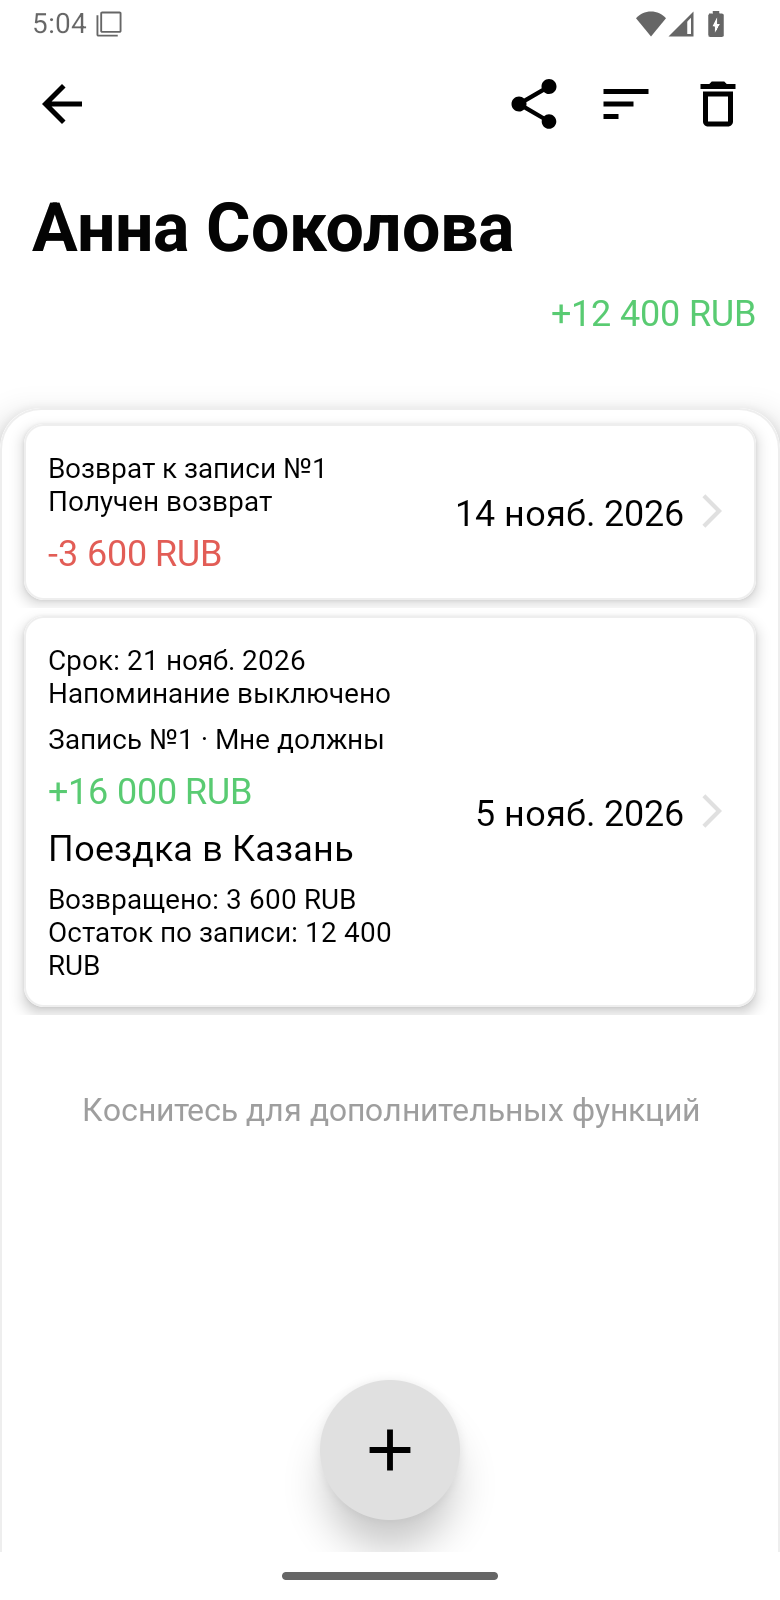 5:04
Анна Соколова
+12 400 RUB
Возврат к записи №1
Получен возврат
-3 600 RUB
14 нояб. 2026
Срок: 21 нояб. 2026
Напоминание выключено
Запись №1 · Мне должны
+16 000 RUB
Поездка в Казань
Возвращено: 3 600 RUB
Остаток по записи: 12 400
RUB
5 нояб. 2026
Коснитесь для дополнительных функций